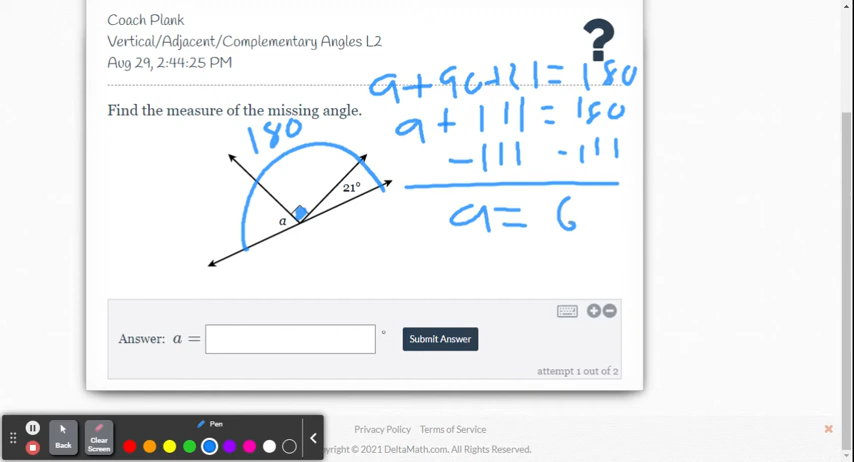 Coach Plank
Vertical/Adjacent/Complementary Angles L2
Aug 29, 2:44:25 PM
?
a + 90 + 21 = 180
Find the measure of the missing angle.
a + 111 = 180
-111 -111
a = 6
180
21°
a
Answer: a = °
Submit Answer
attempt 1 out of 2
Pen
Back
Clear Screen
Privacy Policy Terms of Service
pyright © 2021 DeltaMath.com. All Rights Reserved.